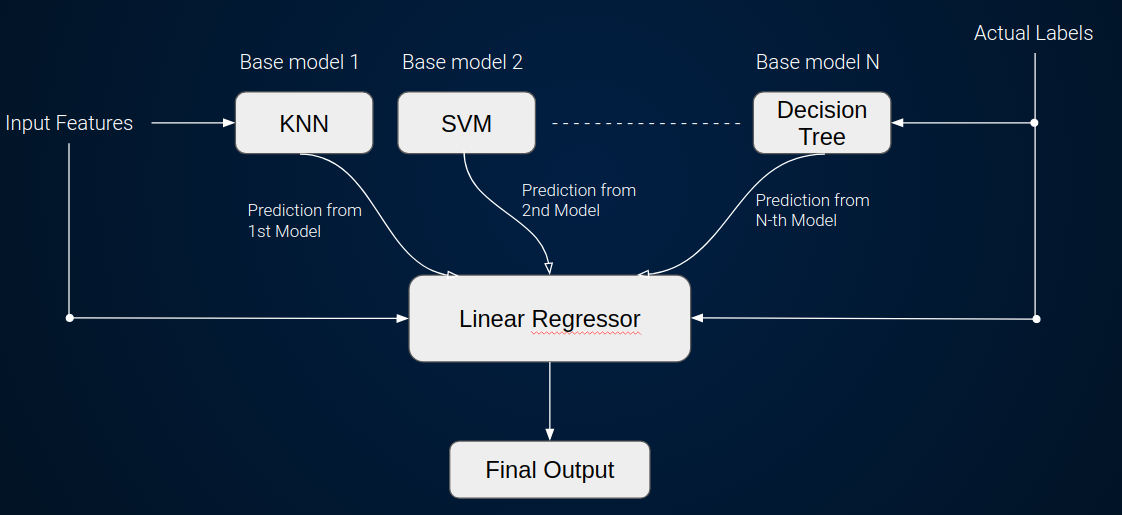 Actual Labels
Base model 1
Base model 2
Base model N
Input Features
KNN
SVM
Decision
Tree
Prediction from
1st Model
Prediction from
2nd Model
Prediction from
N-th Model
Linear Regressor
Final Output